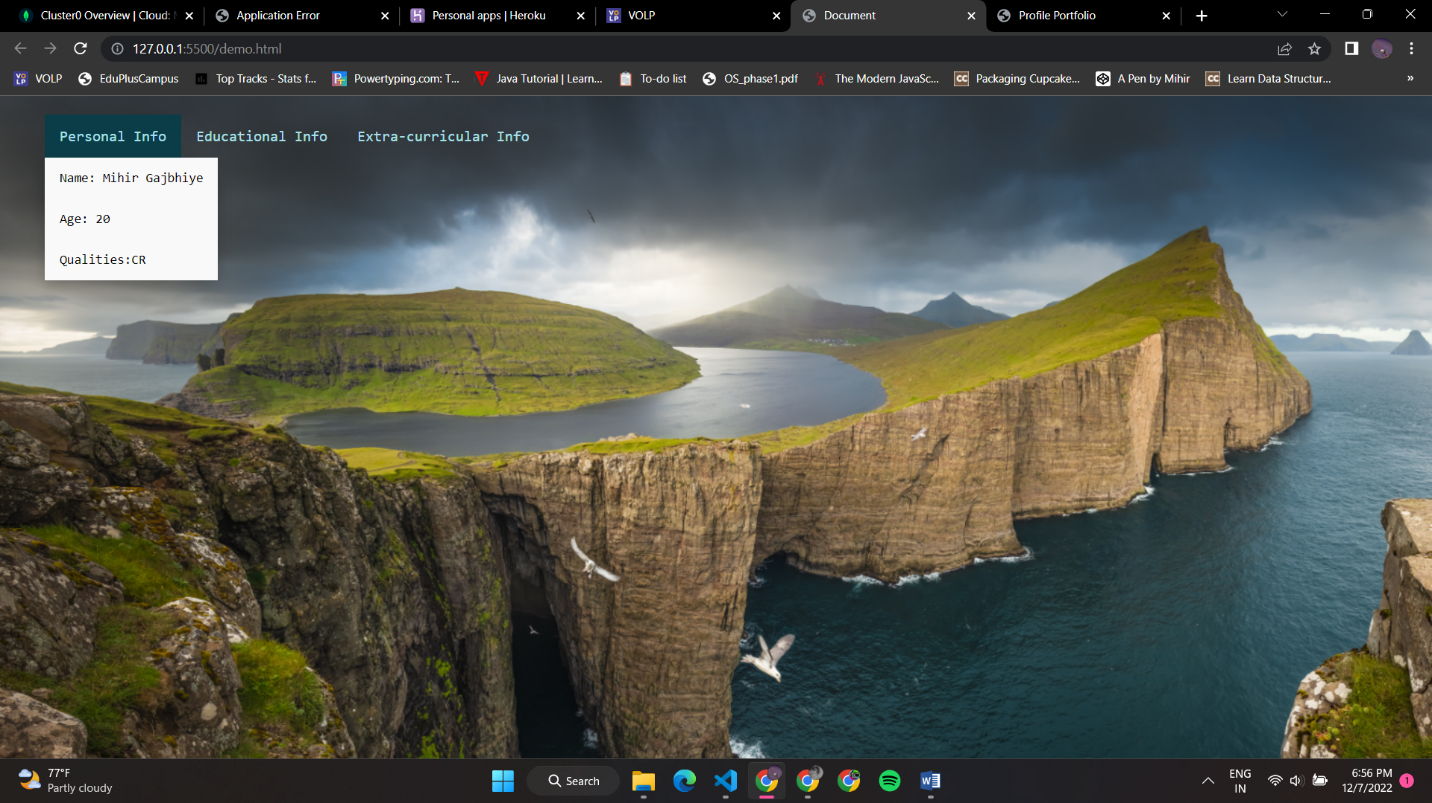 Cluster0 Overview | Cloud:
Application Error
Personal apps | Heroku
VOLP
Document
Profile Portfolio
127.0.0.1:5500/demo.html
VOLP
EduPlusCampus
Top Tracks - Stats f...
Powertyping.com: T...
Java Tutorial | Learn...
To-do list
OS_phase1.pdf
The Modern JavaSc...
Packaging Cupcake...
A Pen by Mihir
Learn Data Structur...
»
Personal Info
Educational Info
Extra-curricular Info
Name: Mihir Gajbhiye
Age: 20
Qualities:CR
77°F
Partly cloudy
Search
ENG
IN
6:56 PM
12/7/2022
1